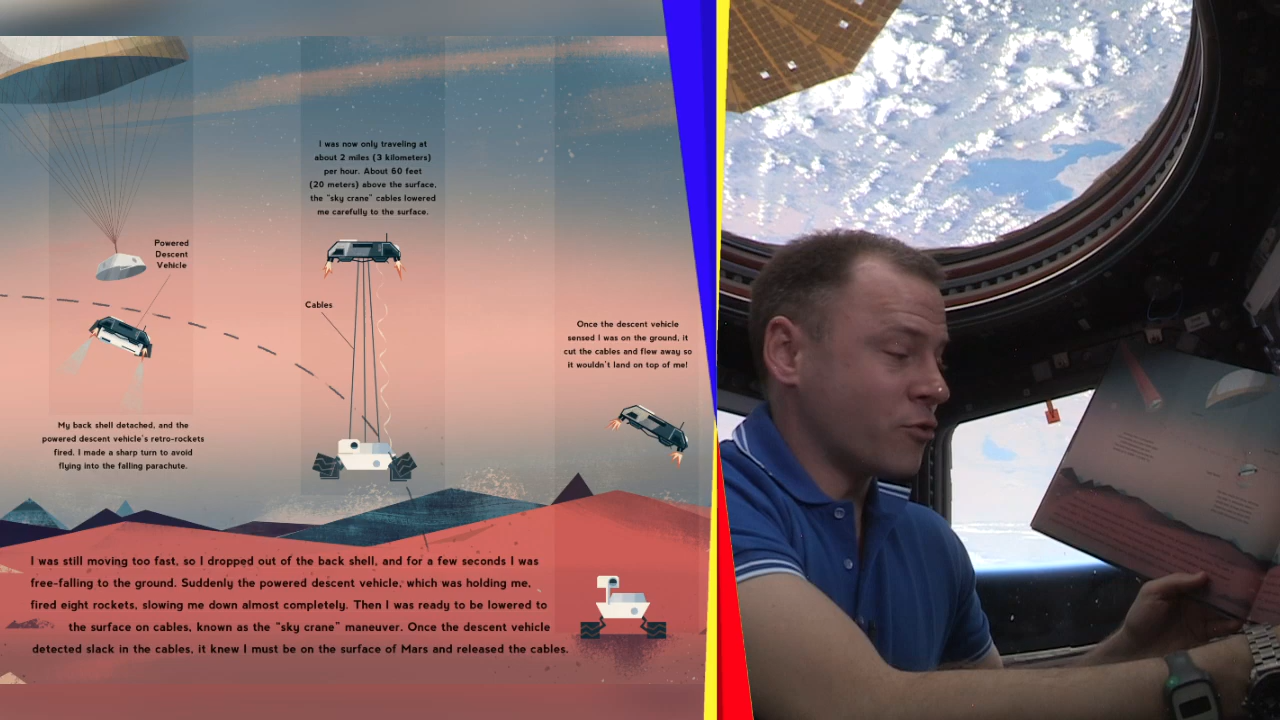 I was now only traveling at
about 2 miles (3 kilometers)
per hour. About 60 feet
(20 meters) above the surface,
the "sky crane" cables lowered
me carefully to the surface.
Powered
Descent
Vehicle
Cables
Once the descent vehicle
sensed I was on the ground, it
cut the cables and flew away so
it wouldn't land on top of me!
My back shell detached, and the
powered descent vehicle's retro-rockets
fired. I made a sharp turn to avoid
flying into the falling parachute.
I was still moving too fast, so I dropped out of the back shell, and for a few seconds I was
free-falling to the ground. Suddenly the powered descent vehicle, which was holding me,
fired eight rockets, slowing me down almost completely. Then I was ready to be lowered to
the surface on cables, known as the "sky crane" maneuver. Once the descent vehicle
detected slack in the cables, it knew I must be on the surface of Mars and released the cables.